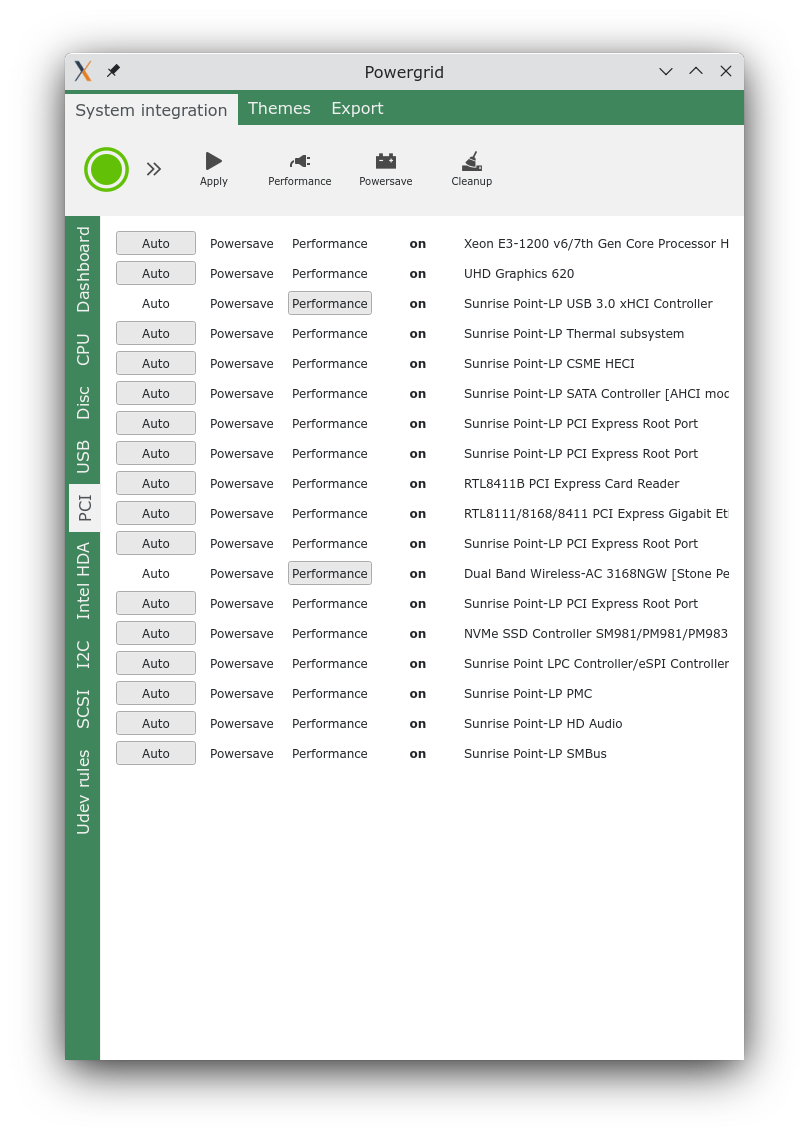 Powergrid
System integration Themes Export
Apply Performance Powersave Cleanup
Dashboard
CPU
Disc
USB
PCI
Intel HDA
I2C
SCSI
Udev rules
Auto Powersave Performance on Xeon E3-1200 v6/7th Gen Core Processor H
Auto Powersave Performance on UHD Graphics 620
Auto Powersave Performance on Sunrise Point-LP USB 3.0 xHCI Controller
Auto Powersave Performance on Sunrise Point-LP Thermal subsystem
Auto Powersave Performance on Sunrise Point-LP CSME HECI
Auto Powersave Performance on Sunrise Point-LP SATA Controller [AHCI moc
Auto Powersave Performance on Sunrise Point-LP PCI Express Root Port
Auto Powersave Performance on Sunrise Point-LP PCI Express Root Port
Auto Powersave Performance on RTL8411B PCI Express Card Reader
Auto Powersave Performance on RTL8111/8168/8411 PCI Express Gigabit Et
Auto Powersave Performance on Sunrise Point-LP PCI Express Root Port
Auto Powersave Performance on Dual Band Wireless-AC 3168NGW [Stone Pe
Auto Powersave Performance on Sunrise Point-LP PCI Express Root Port
Auto Powersave Performance on NVMe SSD Controller SM981/PM981/PM983
Auto Powersave Performance on Sunrise Point LPC Controller/eSPI Controller
Auto Powersave Performance on Sunrise Point-LP PMC
Auto Powersave Performance on Sunrise Point-LP HD Audio
Auto Powersave Performance on Sunrise Point-LP SMBus